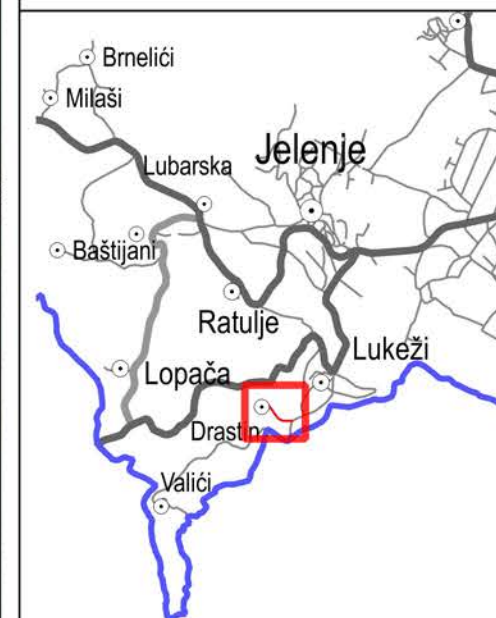 Brnelići
Milaši
Jelenje
Lubarska
Baštijani
Ratulje
Lukeži
Lopača
Drastin
Valići